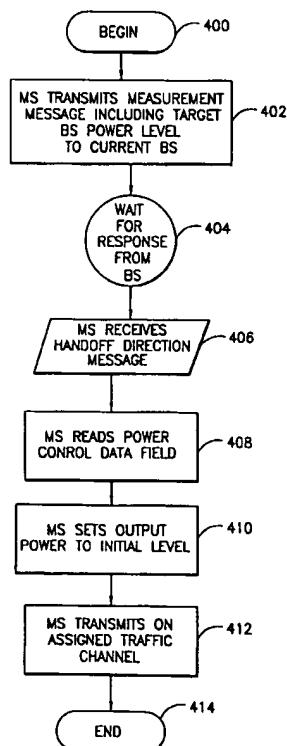 BEGIN
400
MS TRANSMITS MEASUREMENT
MESSAGE INCLUDING TARGET
BS POWER LEVEL
TO CURRENT BS
402
WAIT
FOR
RESPONSE
FROM
BS
404
MS RECEIVES
HANDOFF DIRECTION
MESSAGE
406
MS READS POWER
CONROL DATA FIELD
408
MS SETS OUTPUT
POWER TO INITIAL LEVEL
410
MS TRANSMITS ON
ASSIGNED TRAFFIC
CHANNEL
412
END
414